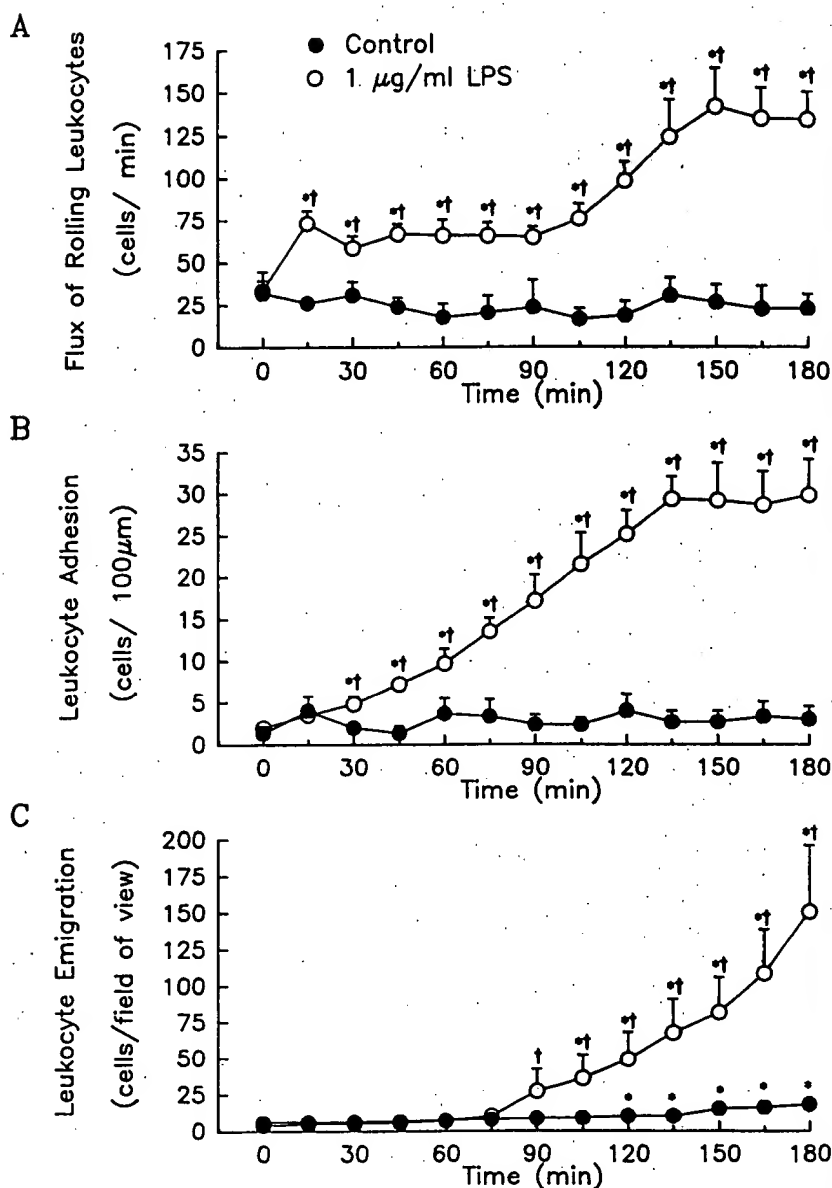 A
Flux of Rolling Leukocytes
(cells/ min)
175
150
125
100
75
50
25
0
● Control
○ 1 μg/ml LPS
*† *† *† *† *† *† *† *† *† *† *† *†
0 30 60 90 120 150 180
Time (min)
B
Leukocyte Adhesion
(cells/ 100μm)
35
30
25
20
15
10
5
0
*† *† *† *† *† *† *† *† *† *† *†
0 30 60 90 120 150 180
Time (min)
C
Leukocyte Emigration
(cells/field of view)
200
175
150
125
100
75
50
25
0
† *† *† *† *† *† *†
* * * * *
0 30 60 90 120 150 180
Time (min)